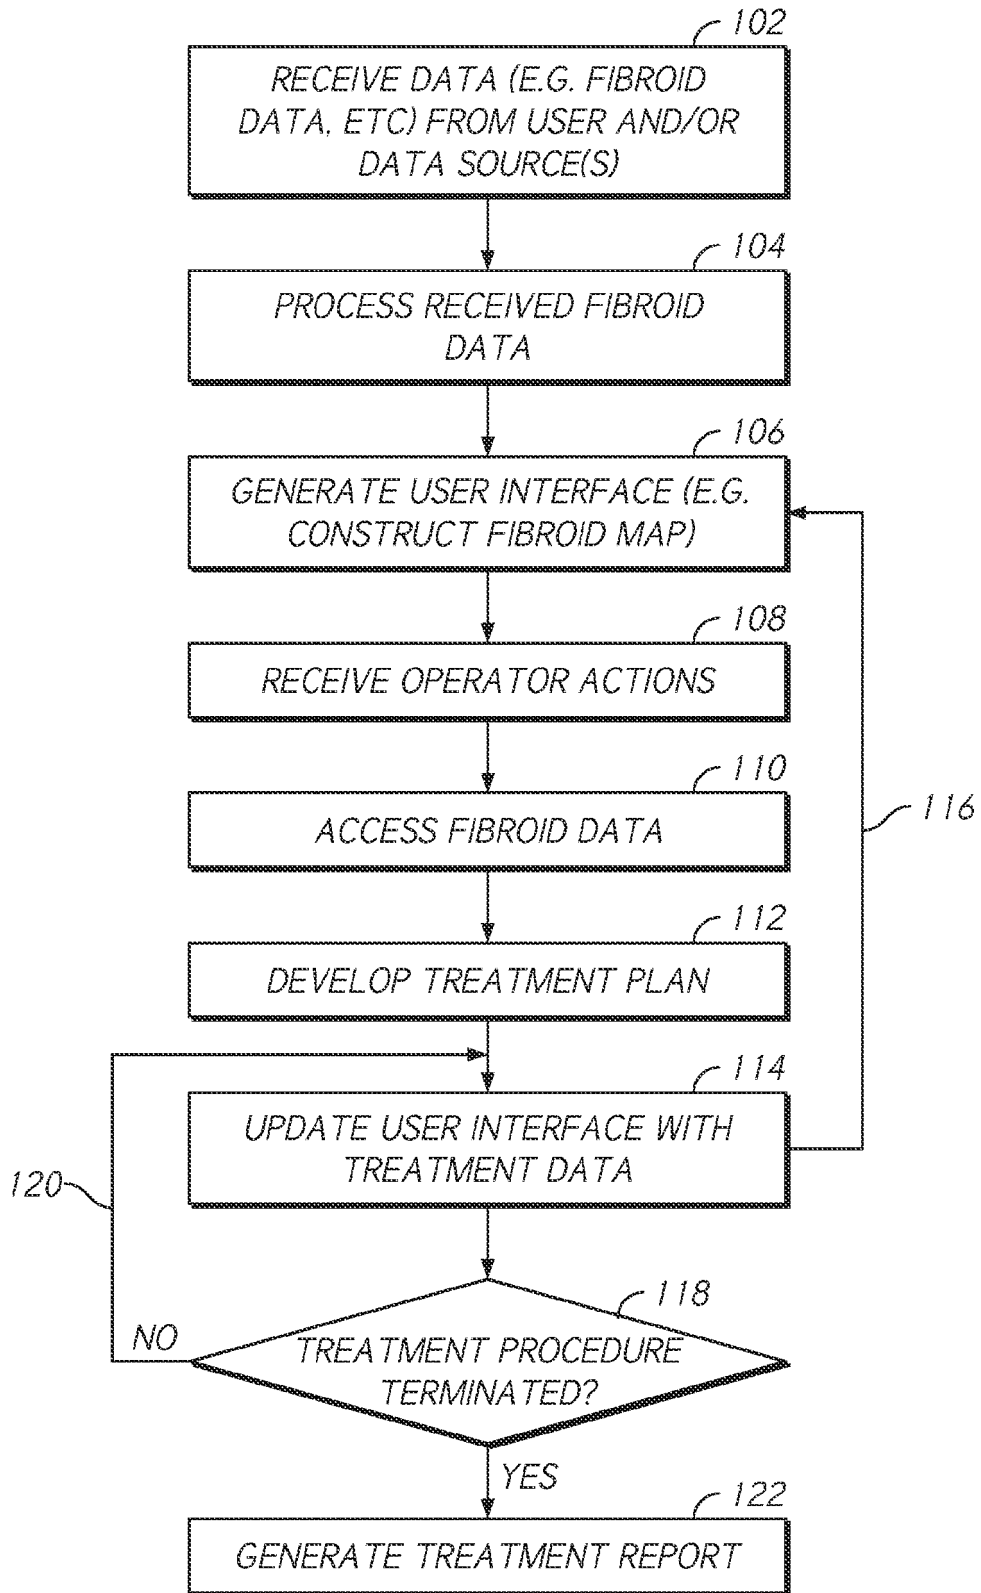 102
RECEIVE DATA (E.G. FIBROID
DATA, ETC) FROM USER AND/OR
DATA SOURCE(S)
104
PROCESS RECEIVED FIBROID
DATA
106
GENERATE USER INTERFACE (E.G.
CONSTRUCT FIBROID MAP)
108
RECEIVE OPERATOR ACTIONS
110
ACCESS FIBROID DATA
116
112
DEVELOP TREATMENT PLAN
114
UPDATE USER INTERFACE WITH
TREATMENT DATA
120
118
NO
TREATMENT PROCEDURE
TERMINATED?
YES
122
GENERATE TREATMENT REPORT